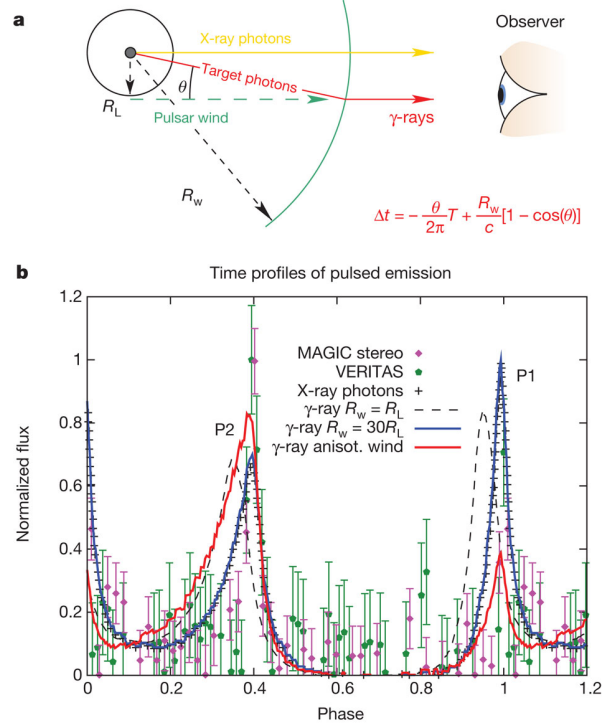 a
Observer
X-ray photons
Target photons
θ
R_L
Pulsar wind
γ-rays
R_w
Δt = − θ/2π T + R_w/c [1 − cos(θ)]
b
Time profiles of pulsed emission
1.2
MAGIC stereo
P1
VERITAS
1
X-ray photons
γ-ray R_w = R_L
P2
γ-ray R_w = 30R_L
0.8
γ-ray anisot. wind
0.6
Normalized flux
0.4
0.2
0
0 0.2 0.4 0.6 0.8 1 1.2
Phase